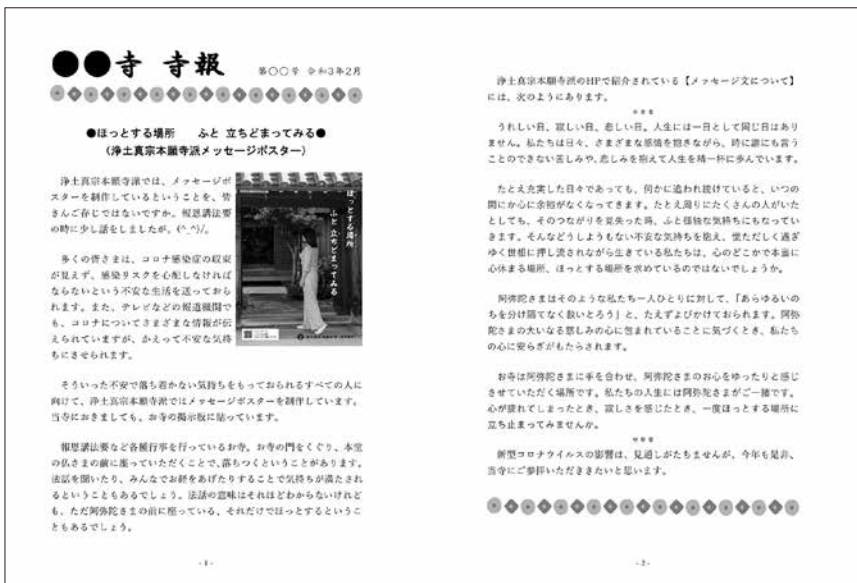 ●●寺 寺報 第〇〇号 令和3年2月
●ほっとする場所 ふと 立ちどまってみる●
(浄土真宗本願寺派メッセージポスター)
浄土真宗本願寺派では、メッセージポ
スターを制作しているということを、皆
さんご存じではないですか。報恩講法要
の時に少し話をしましたが、(^_^)/。
多くの皆さまは、コロナ感染症の収束
が見えず、感染リスクを心配しなければ
ならないという不安な生活を送っておら
れます。また、テレビなどの報道機関で
も、コロナについてさまざまな情報が伝
えられていますが、かえって不安な気持
ちにさせられます。
ほっとする場所
ふと 立ちどまってみる
そういった不安で落ち着かない気持ちをもっておられるすべての人に
向けて、浄土真宗本願寺派ではメッセージポスターを制作しています。
当寺におきましても、お寺の掲示板に貼っています。
報恩講法要など各種行事を行っているお寺。お寺の門をくぐり、本堂
の仏さまの前に座っていただくことで、落ちつくということがあります。
法話を聞いたり、みんなでお経をあげたりすることで気持ちが満たされ
るということもあるでしょう。法話の意味はそれほどわからないけれど
も、ただ阿弥陀さまの前に座っている、それだけでほっとするというこ
ともあるでしょう。
- 1 -
浄土真宗本願寺派のHPで紹介されている【メッセージ文について】
には、次のようにあります。
***
うれしい日、寂しい日、悲しい日。人生には一日として同じ日はあり
ません。私たちは日々、さまざまな感情を抱きながら、時に誰にも言う
ことのできない苦しみや、悲しみを抱えて人生を精一杯に歩んでいます。
たとえ充実した日々であっても、何かに追われ続けていると、いつの
間にか心に余裕がなくなってきます。たとえ周りにたくさんの人がいた
としても、そのつながりを見失った時、ふと孤独な気持ちにもなってい
きます。そんなどうしようもない不安な気持ちを抱え、慌ただしく過ぎ
ゆく世相に押し流されながら生きている私たちは、心のどこかで本当に
心休まる場所、ほっとする場所を求めているのではないでしょうか。
阿弥陀さまはそのような私たち一人ひとりに対して、「あらゆるいの
ちを分け隔てなく救いとろう」と、たえずよびかけておられます。阿弥
陀さまの大いなる慈しみの心に包まれていることに気づくとき、私たち
の心に安らぎがもたらされます。
お寺は阿弥陀さまに手を合わせ、阿弥陀さまのお心をゆったりと感じ
させていただく場所です。私たちの人生には阿弥陀さまがご一緒です。
心が疲れてしまったとき、寂しさを感じたとき、一度ほっとする場所に
立ち止まってみませんか。
***
新型コロナウイルスの影響は、見通しがたちませんが、今年も是非、
当寺にご参拝いただききたいと思います。
- 2 -